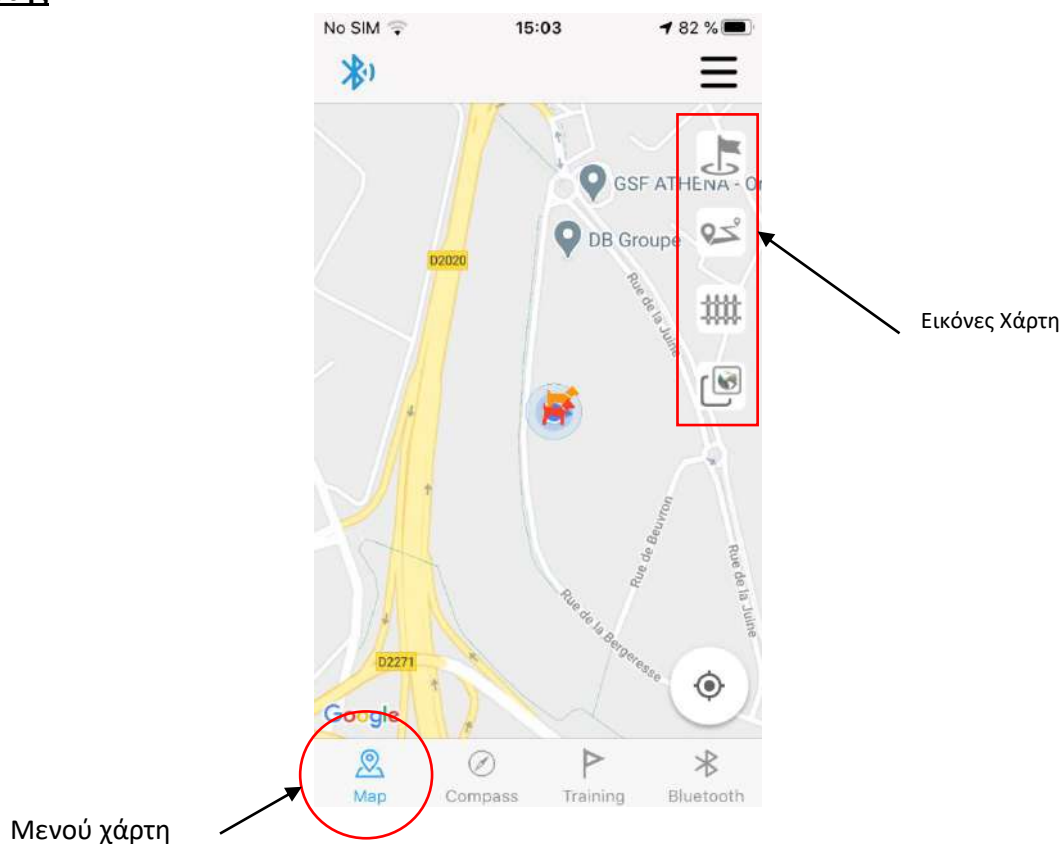 No SIM 15:03 82 %
GSF ATHENA - Or
DB Groupe
D2020
Rue de la Juine
Εικόνες Χάρτη
Rue de Beuvron
Rue de la Juine
Rue de la Bergeresse
D2271
Google
Map Compass Training Bluetooth
Μενού χάρτη